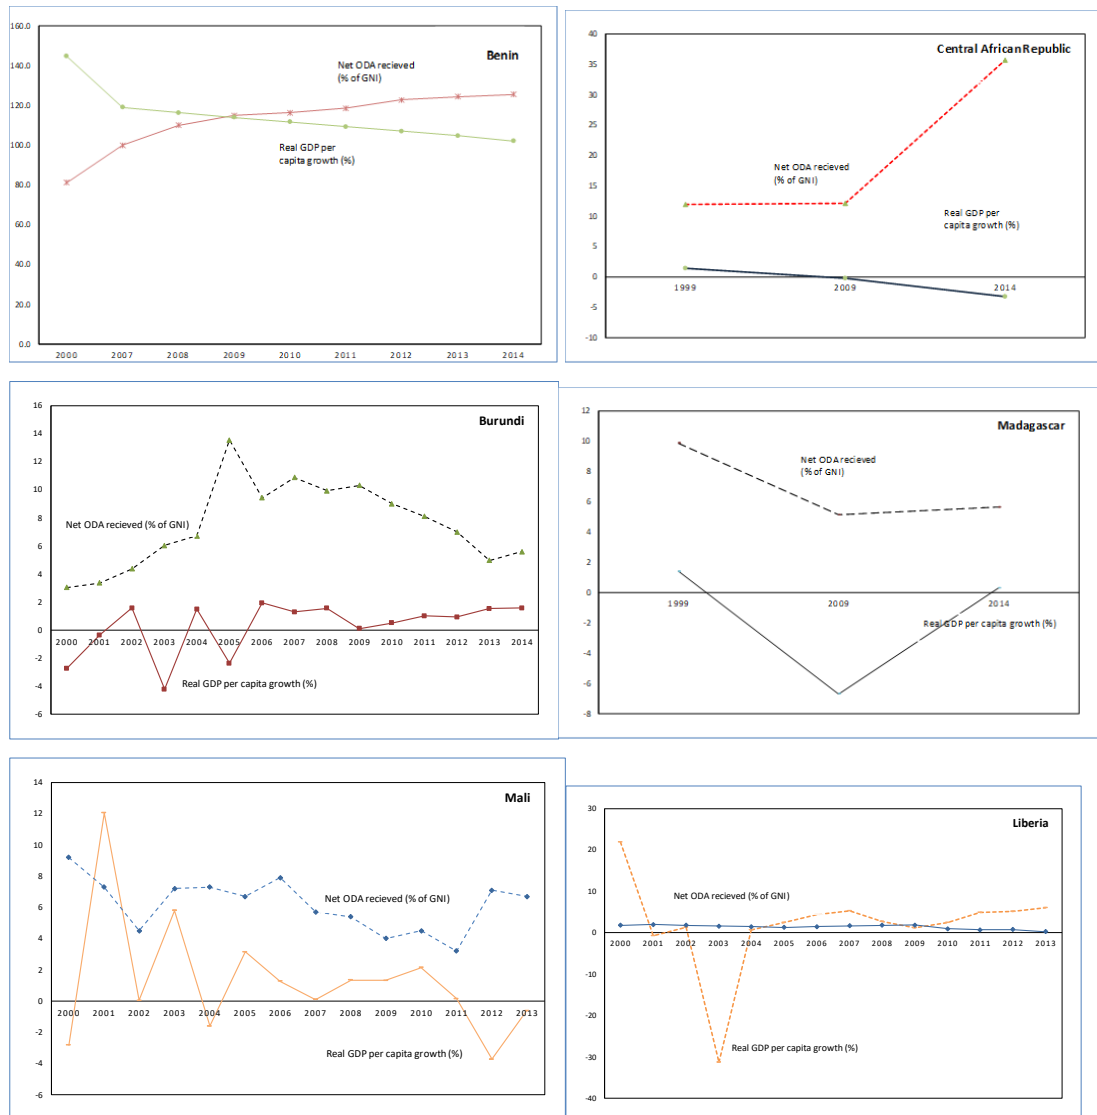 160.0
140.0
120.0
100.0
80.0
60.0
40.0
20.0
0.0
Benin
Net ODA recieved
(% of GNI)
Real GDP per
capita growth (%)
2006 2007 2008 2009 2010 2011 2012 2013 2014
40
35
30
25
20
15
10
5
0
-5
-10
Central African Republic
Net ODA recieved
(% of GNI)
Real GDP per
capita growth (%)
1999 2009 2014
16
14
12
10
8
6
4
2
0
-2
-4
-6
Burundi
Net ODA recieved (% of GNI)
2000 2001 2002 2003 2004 2005 2006 2007 2008 2009 2010 2011 2012 2013 2014
Real GDP per capita growth (%)
12
10
8
6
4
2
0
-2
-4
-6
-8
Madagascar
Net ODA recieved
(% of GNI)
1999 2009 2014
Real GDP per capita growth (%)
14
12
10
8
6
4
2
0
-2
-4
-6
Mali
Net ODA recieved (% of GNI)
2000 2001 2002 2003 2004 2005 2006 2007 2008 2009 2010 2011 2012 2013
Real GDP per capita growth (%)
30
20
10
0
-10
-20
-30
-40
Liberia
Net ODA recieved (% of GNI)
2000 2001 2002 2003 2004 2005 2006 2007 2008 2009 2010 2011 2012 2013
Real GDP per capita growth (%)